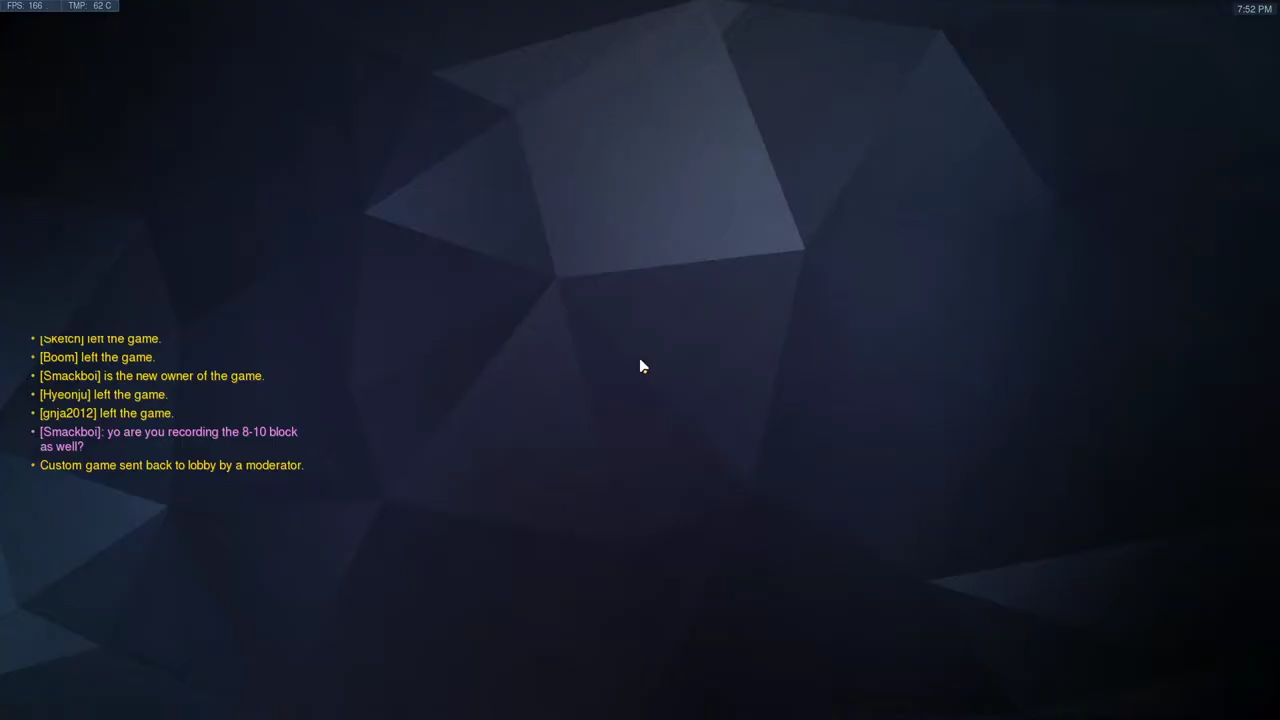 FPS: 166 TMP: 62 C
7:52 PM
• [Sketch] left the game.
• [Boom] left the game.
• [Smackboi] is the new owner of the game.
• [Hyeonju] left the game.
• [gnja2012] left the game.
• [Smackboi]: yo are you recording the 8-10 block
as well?
• Custom game sent back to lobby by a moderator.